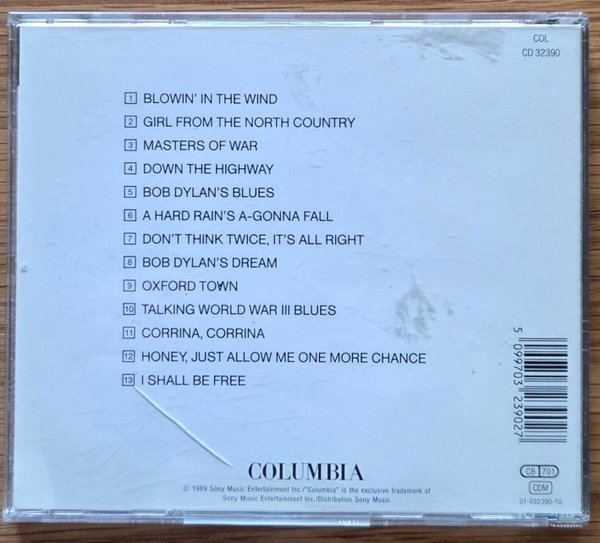 COL
CD 32390
1 BLOWIN' IN THE WIND
2 GIRL FROM THE NORTH COUNTRY
3 MASTERS OF WAR
4 DOWN THE HIGHWAY
5 BOB DYLAN'S BLUES
6 A HARD RAIN'S A-GONNA FALL
7 DON'T THINK TWICE, IT'S ALL RIGHT
8 BOB DYLAN'S DREAM
9 OXFORD TOWN
10 TALKING WORLD WAR III BLUES
11 CORRINA, CORRINA
12 HONEY, JUST ALLOW ME ONE MORE CHANCE
13 I SHALL BE FREE
5 099703 239027
COLUMBIA
© 1989 Sony Music Entertainment Inc./"Columbia" is the exclusive trademark of
Sony Music Entertainment Inc./Distribution Sony Music
CB 701
CDM
01-032390-10